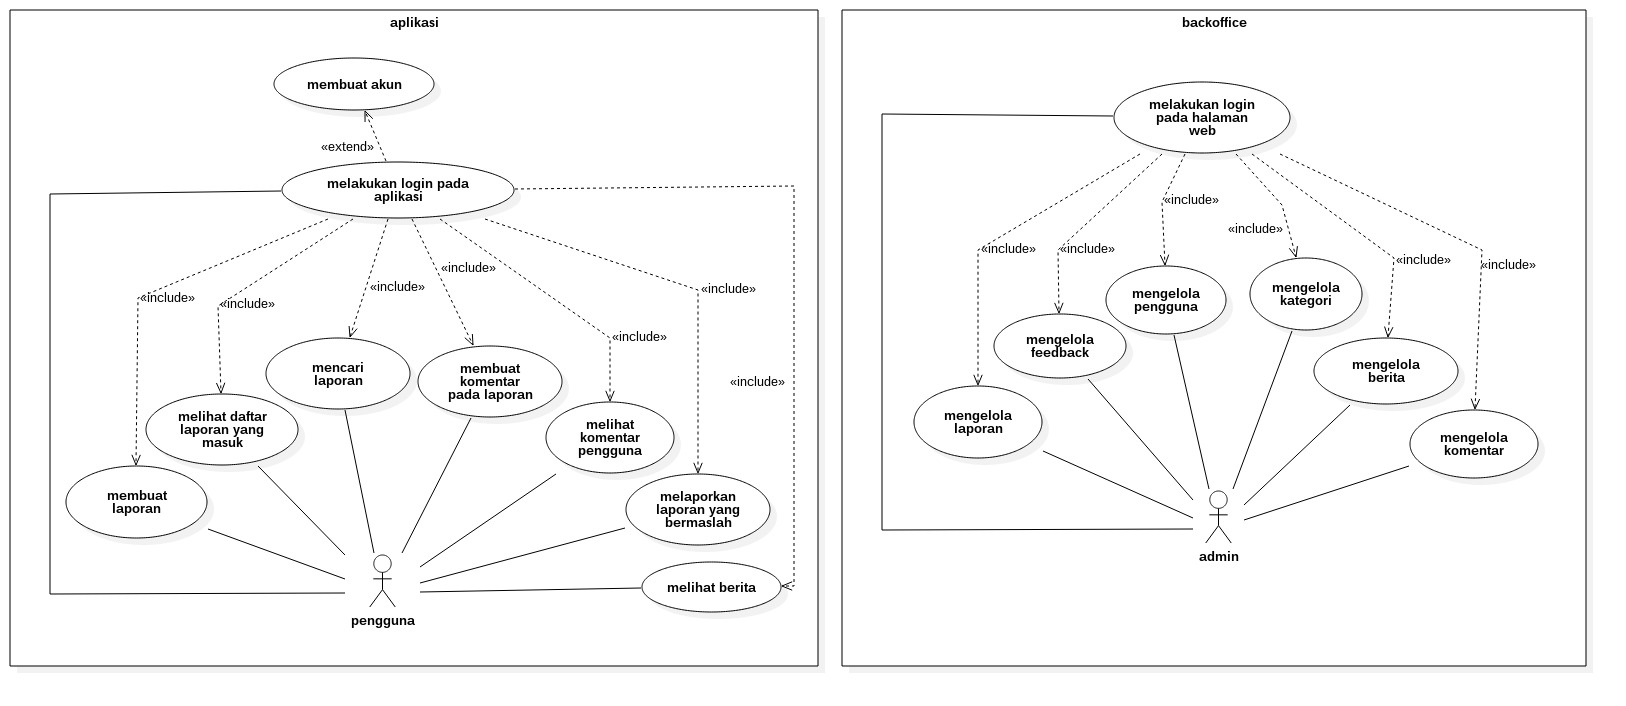 aplikasi
membuat akun
«extend»
melakukan login pada
aplikasi
«include»
«include»
«include»
«include»
«include»
«include»
«include»
mencari
laporan
membuat
komentar
pada laporan
melihat daftar
laporan yang
masuk
melihat
komentar
pengguna
membuat
laporan
melaporkan
laporan yang
bermaslah
melihat berita
pengguna
backoffice
melakukan login
pada halaman
web
«include»
«include»
«include»
«include»
«include»
«include»
mengelola
pengguna
mengelola
kategori
mengelola
feedback
mengelola
berita
mengelola
laporan
mengelola
komentar
admin